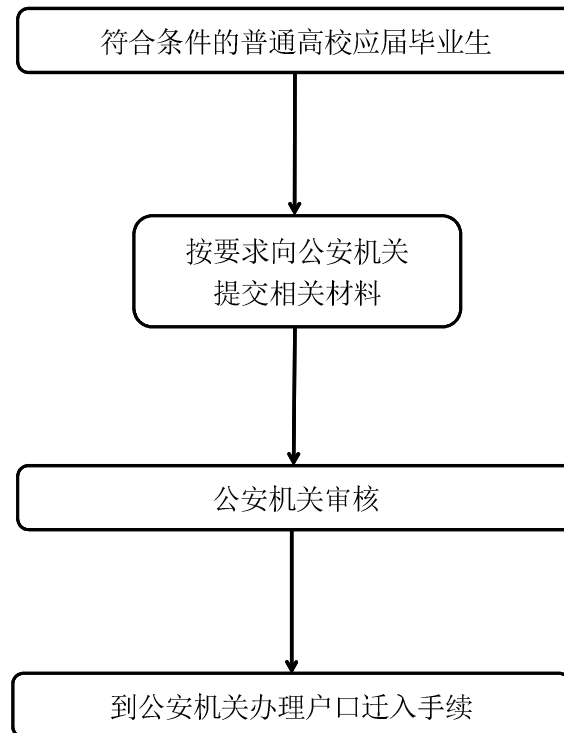 符合条件的普通高校应届毕业生
按要求向公安机关
提交相关材料
公安机关审核
到公安机关办理户口迁入手续